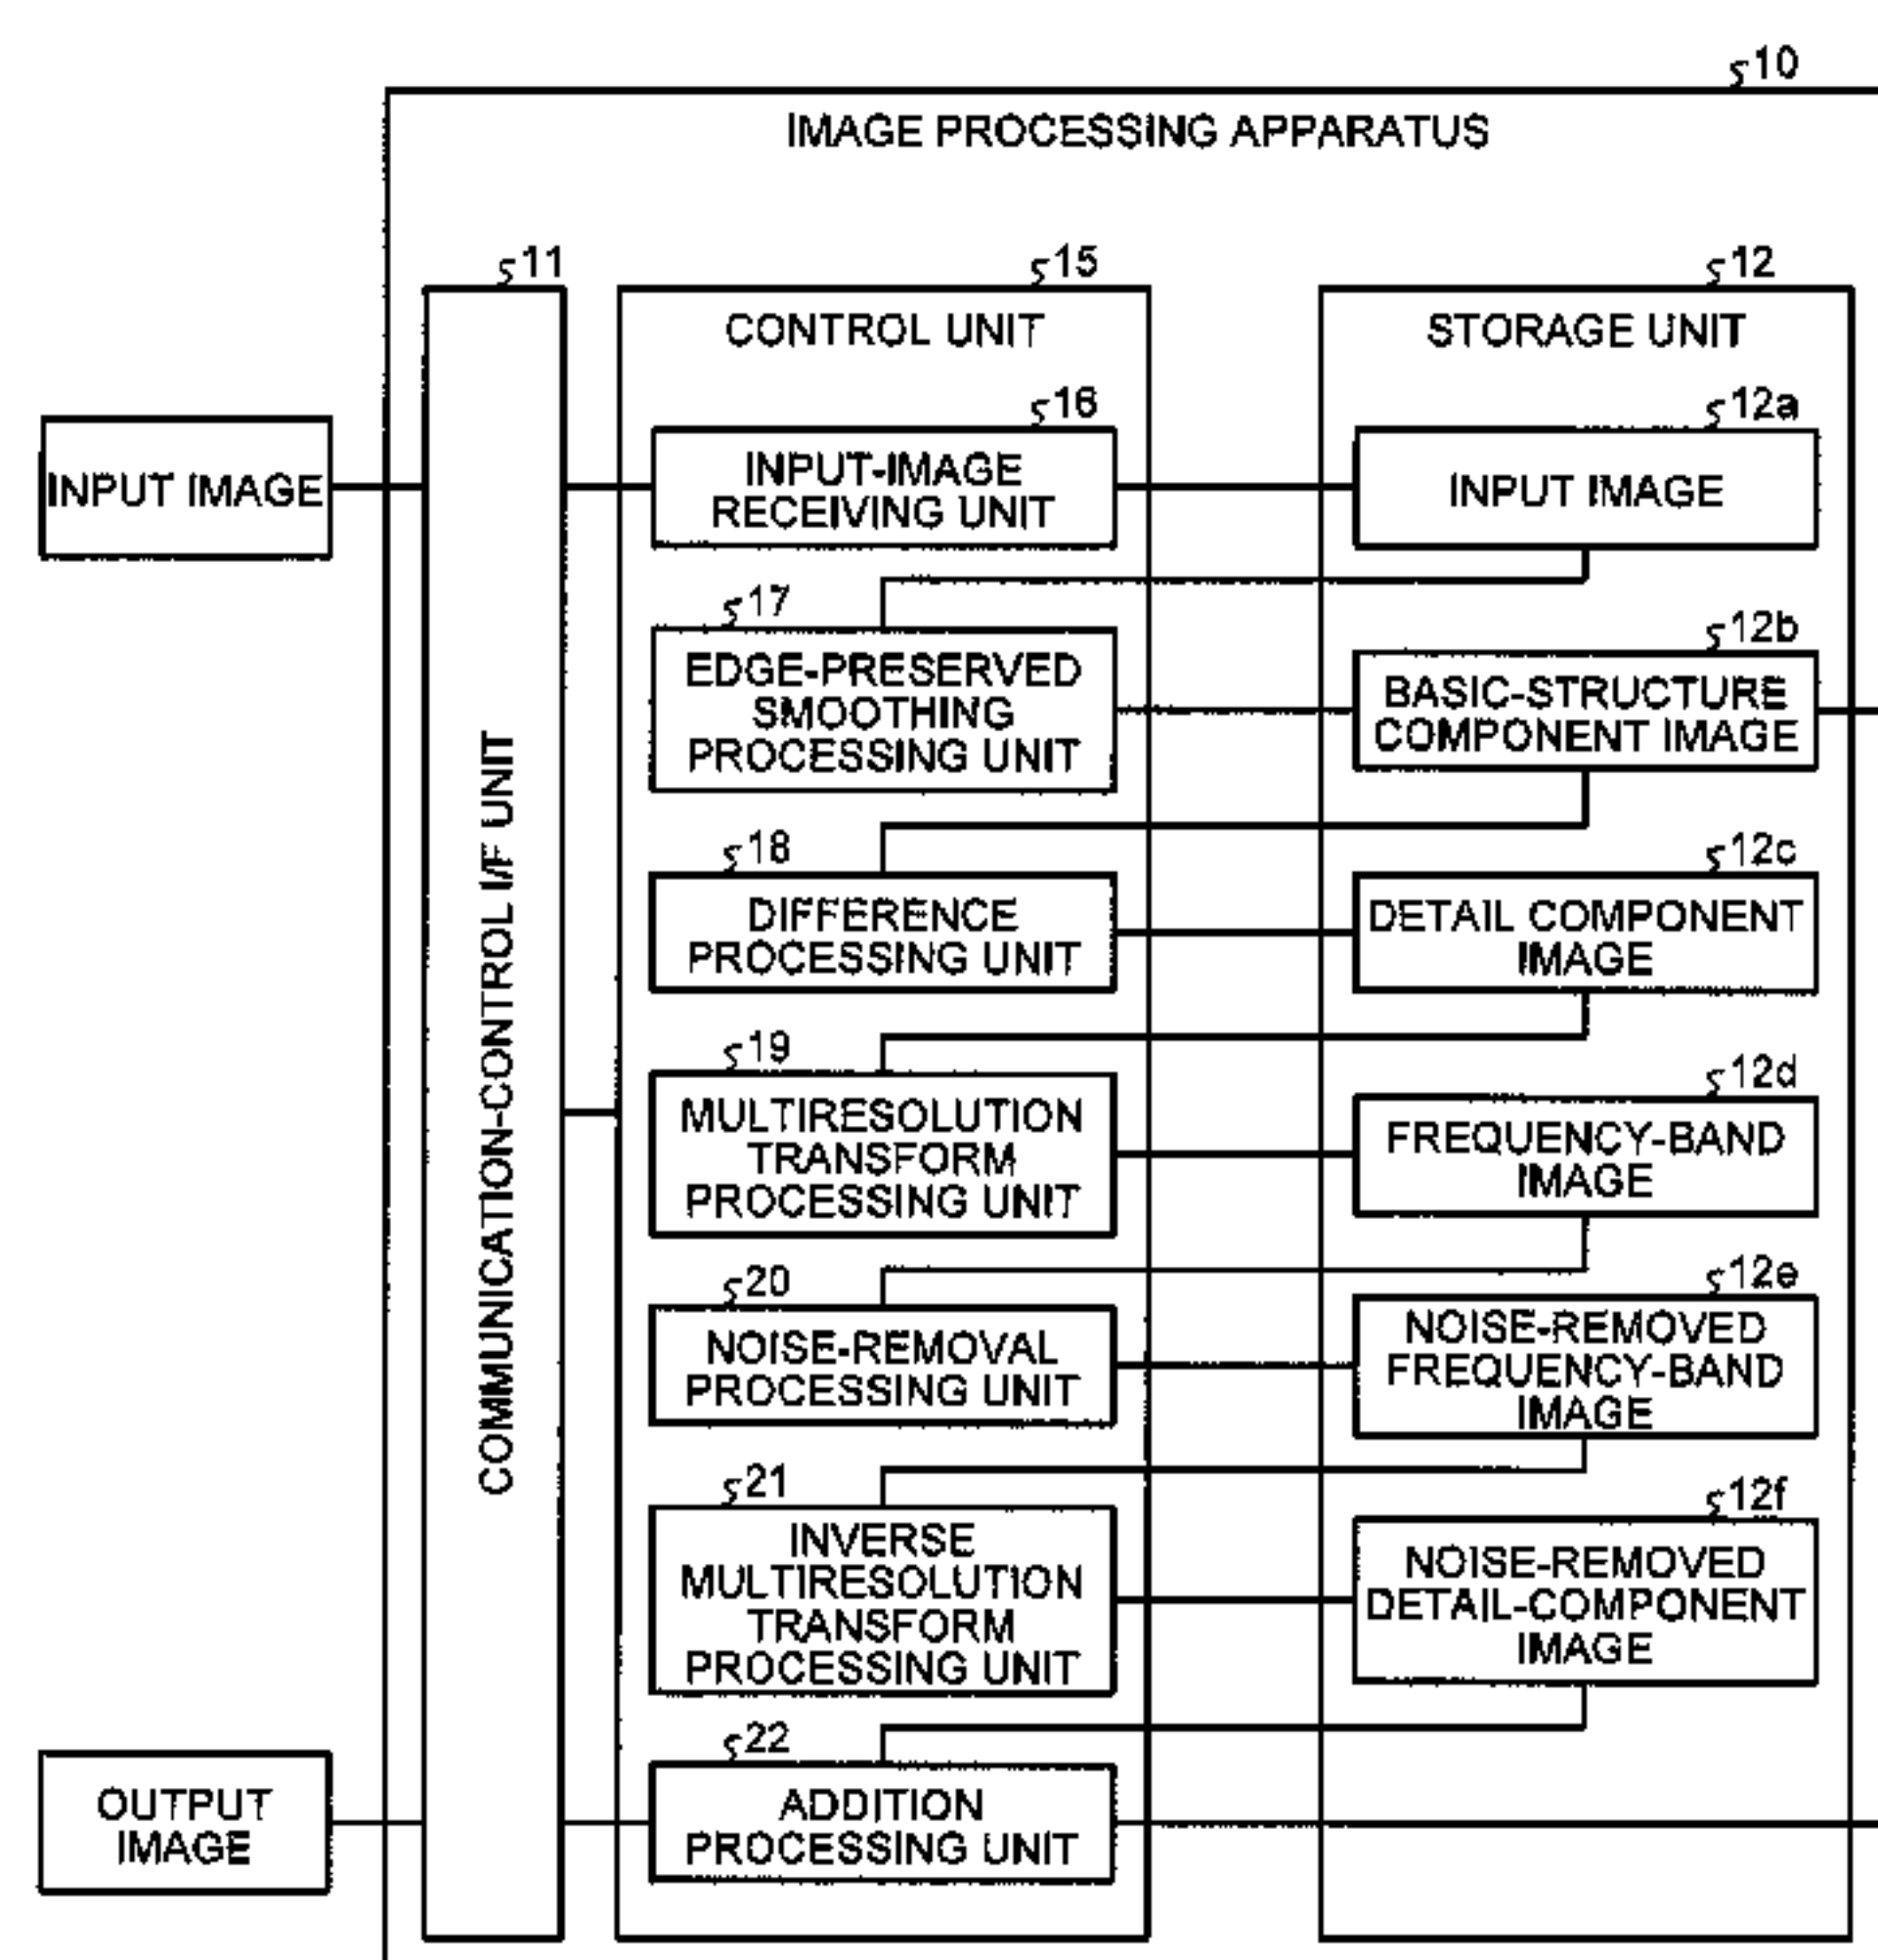 10
IMAGE PROCESSING APPARATUS
11
15
12
CONTROL UNIT
STORAGE UNIT
16
12a
INPUT IMAGE
INPUT-IMAGE
RECEIVING UNIT
INPUT IMAGE
17
12b
EDGE-PRESERVED
SMOOTHING
PROCESSING UNIT
BASIC-STRUCTURE
COMPONENT IMAGE
COMMUNICATION-CONTROL I/F UNIT
18
12c
DIFFERENCE
PROCESSING UNIT
DETAIL COMPONENT
IMAGE
19
12d
MULTIRESOLUTION
TRANSFORM
PROCESSING UNIT
FREQUENCY-BAND
IMAGE
20
12e
NOISE-REMOVAL
PROCESSING UNIT
NOISE-REMOVED
FREQUENCY-BAND
IMAGE
21
12f
INVERSE
MULTIRESOLUTION
TRANSFORM
PROCESSING UNIT
NOISE-REMOVED
DETAIL-COMPONENT
IMAGE
22
OUTPUT
IMAGE
ADDITION
PROCESSING UNIT